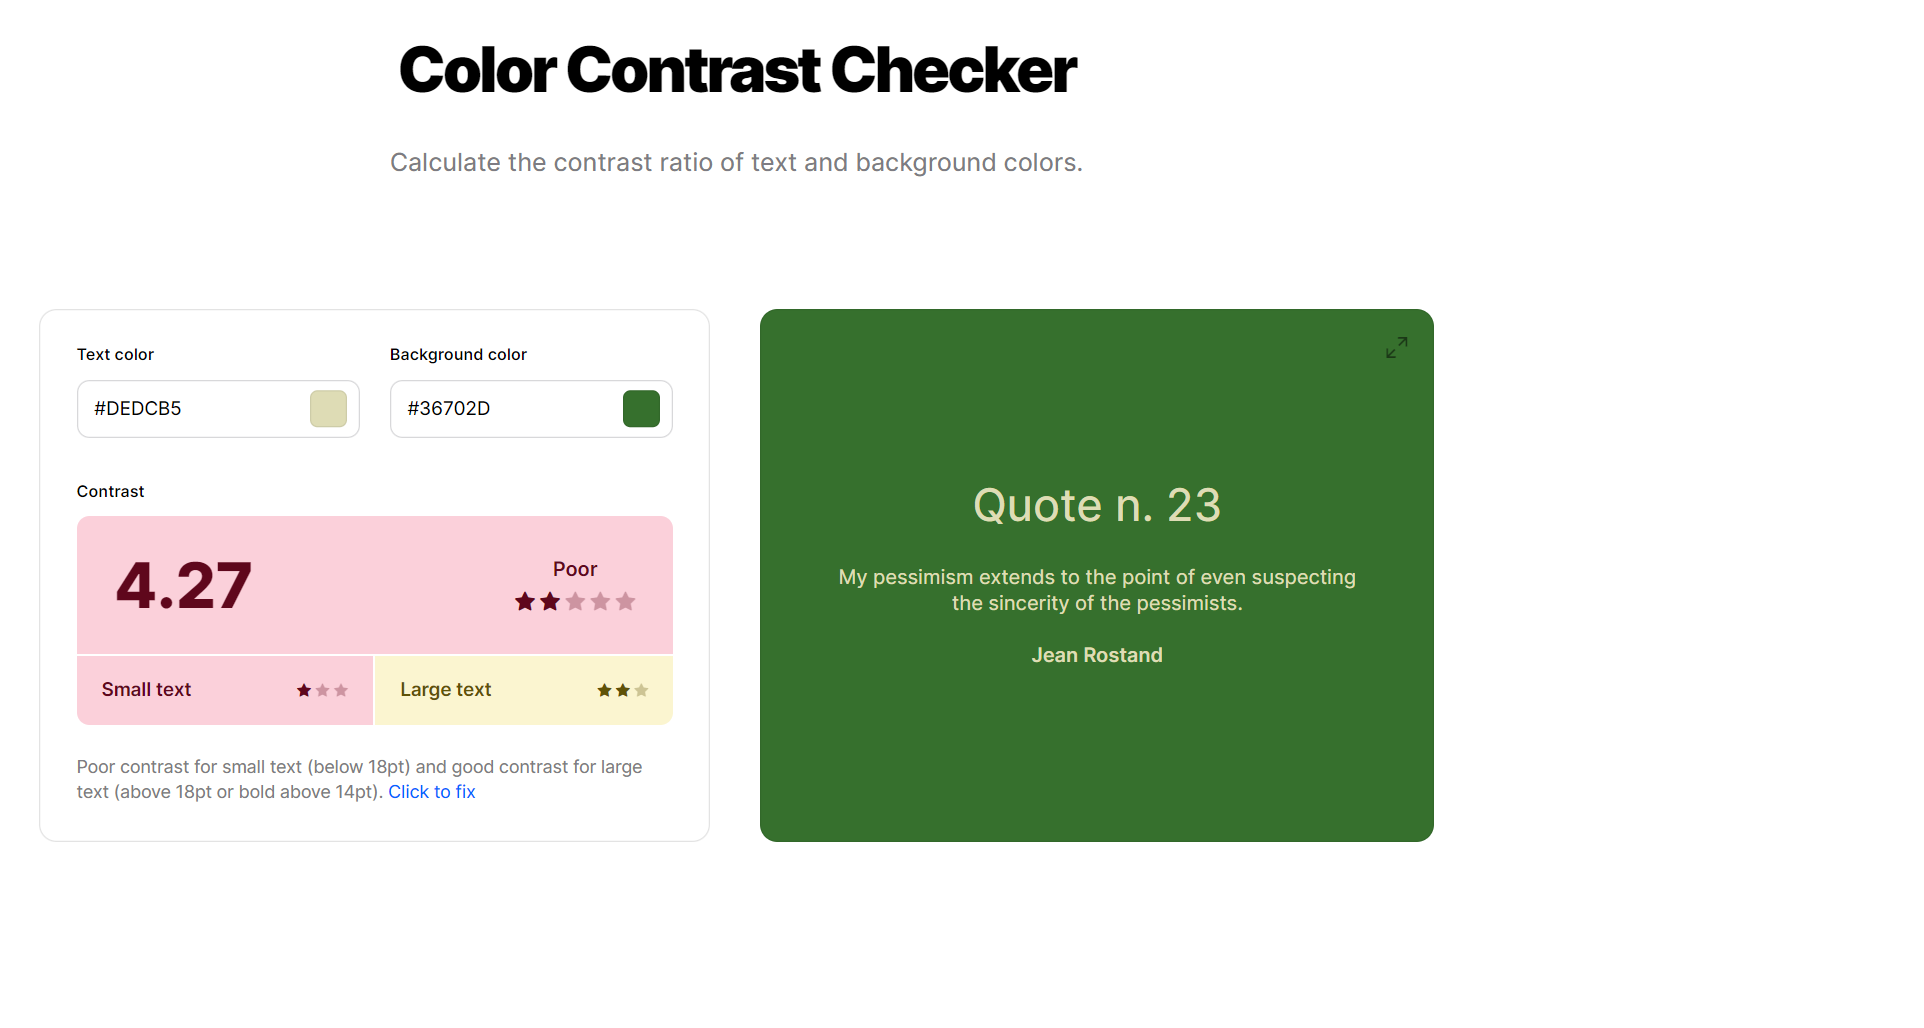 Color Contrast Checker
Calculate the contrast ratio of text and background colors.
Text color
#DEDCB5
Background color
#36702D
Contrast
4.27
Poor
Small text
Large text
Poor contrast for small text (below 18pt) and good contrast for large
text (above 18pt or bold above 14pt). Click to fix
Quote n. 23
My pessimism extends to the point of even suspecting
the sincerity of the pessimists.
Jean Rostand